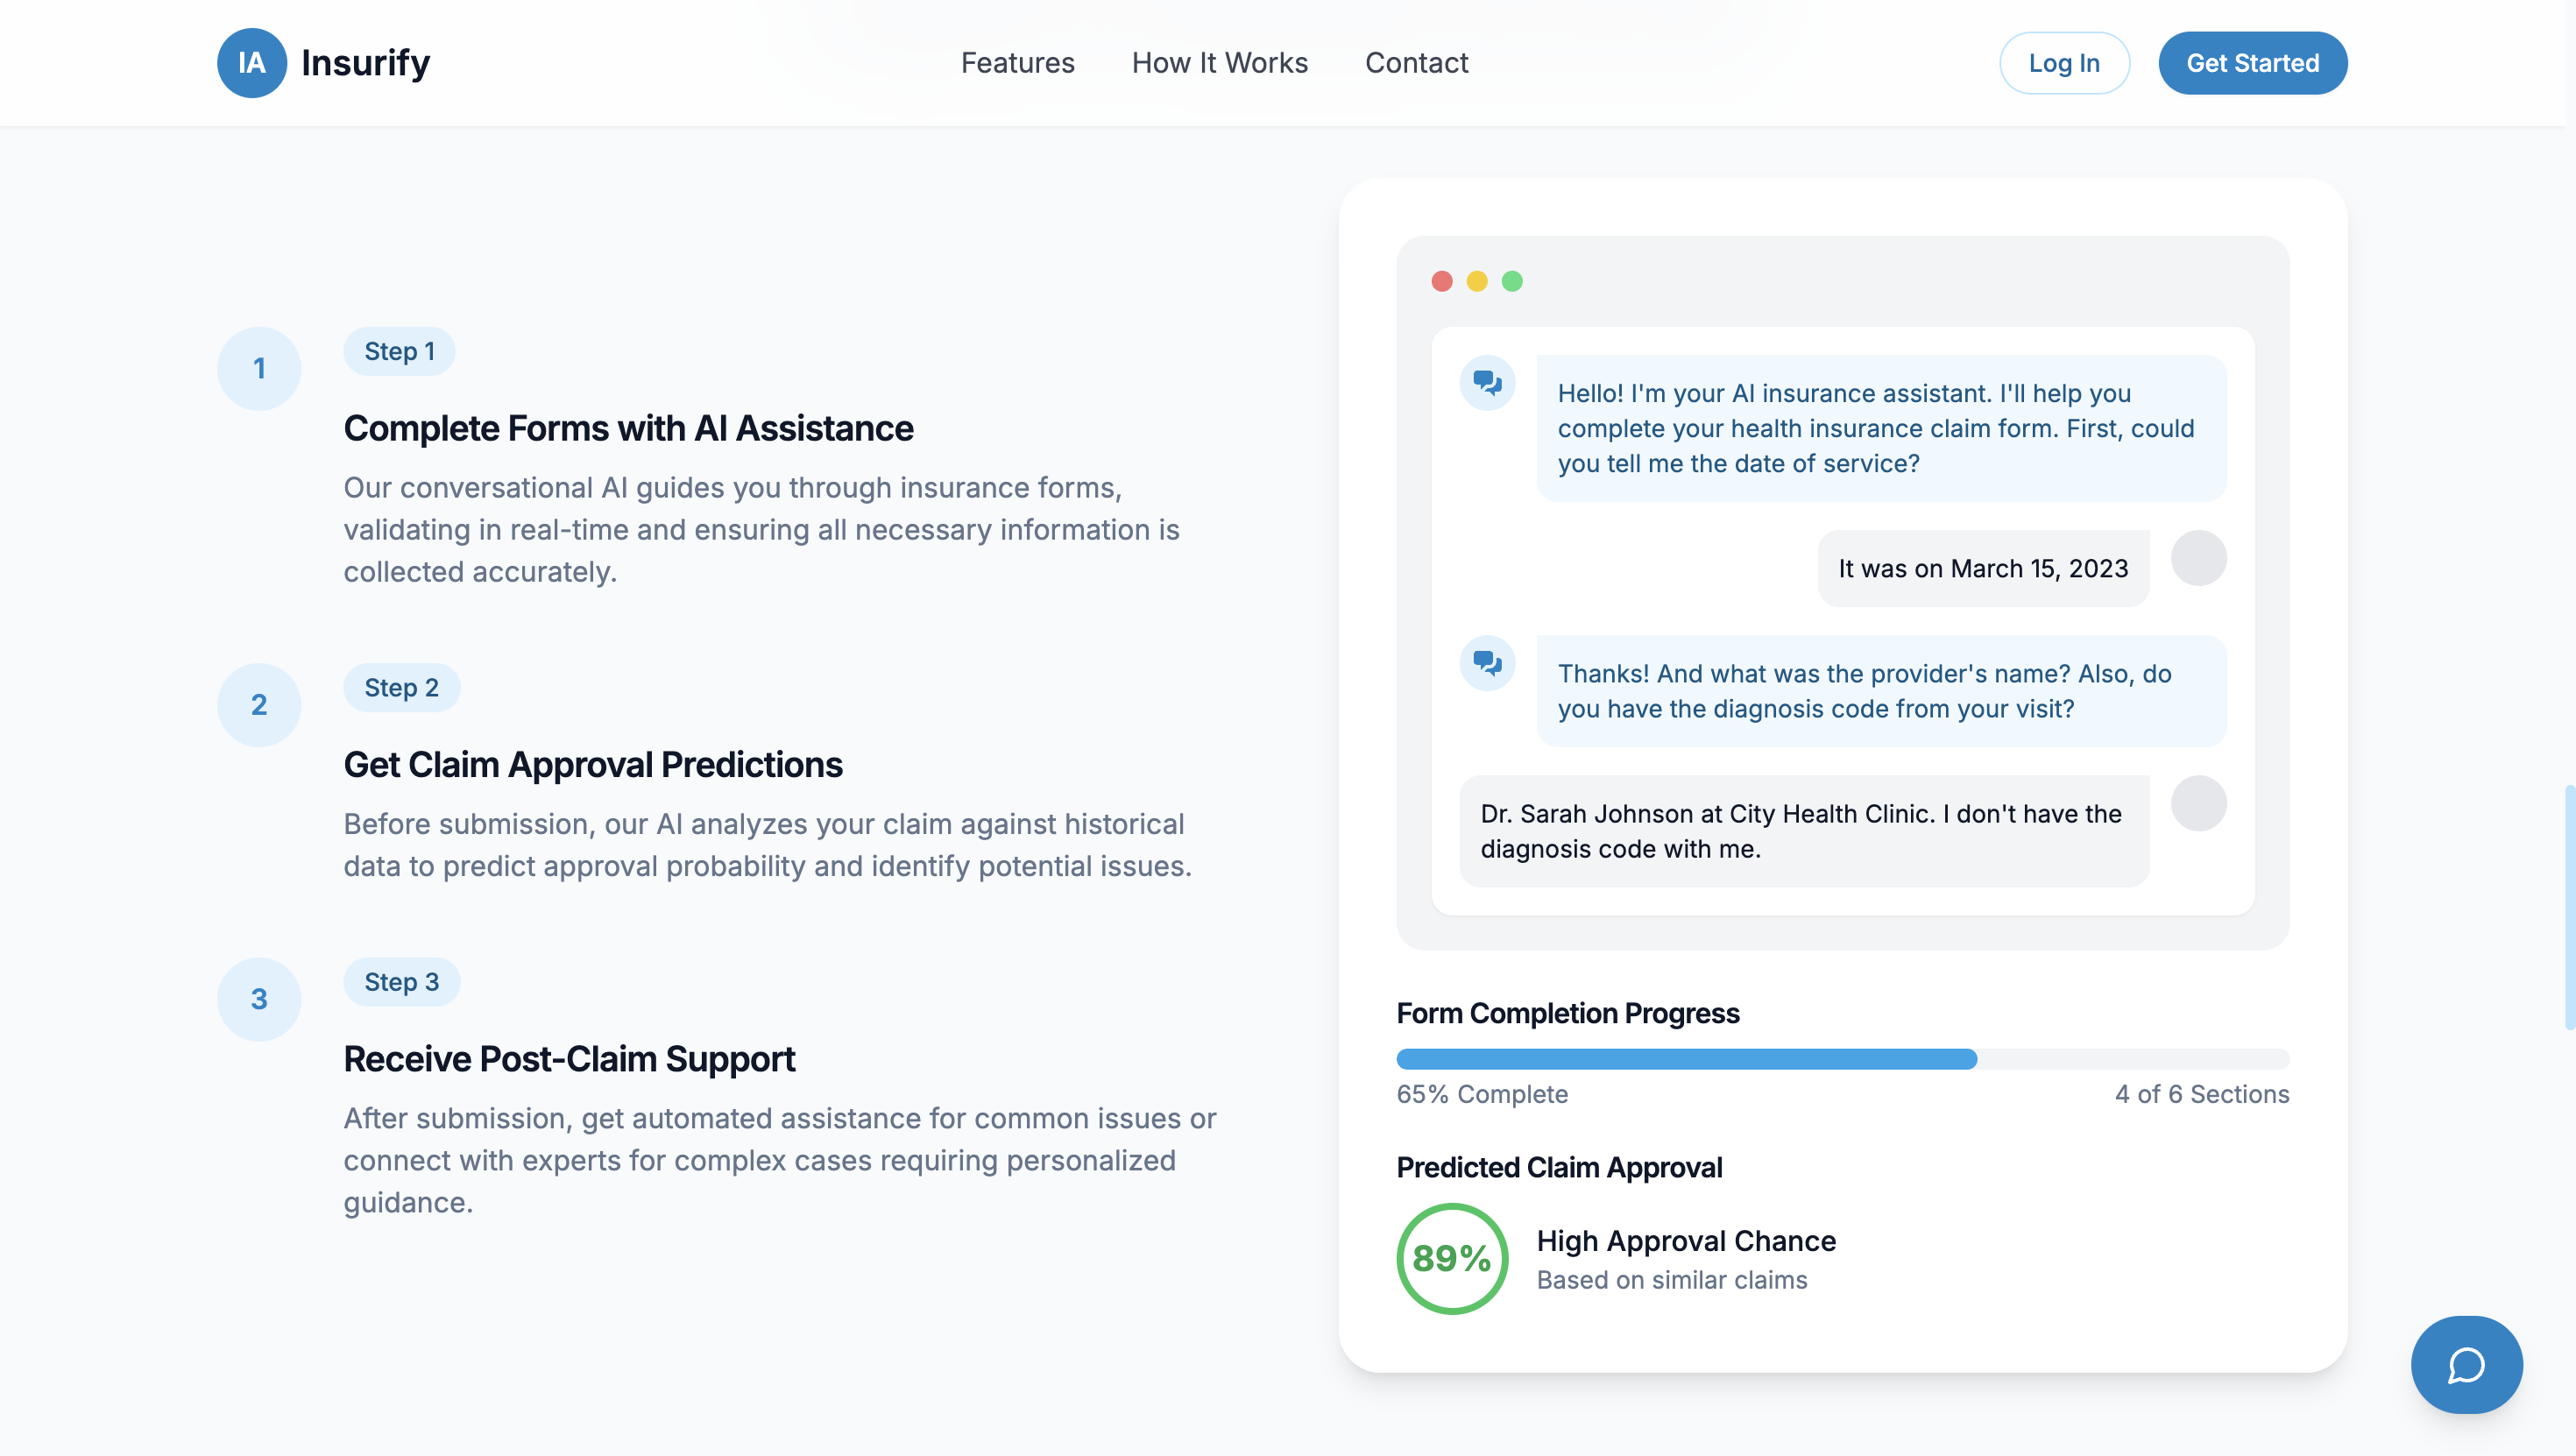 IA Insurify
Features
How It Works
Contact
Log In
Get Started
1
Step 1
Complete Forms with AI Assistance
Our conversational AI guides you through insurance forms,
validating in real-time and ensuring all necessary information is
collected accurately.
2
Step 2
Get Claim Approval Predictions
Before submission, our AI analyzes your claim against historical
data to predict approval probability and identify potential issues.
3
Step 3
Receive Post-Claim Support
After submission, get automated assistance for common issues or
connect with experts for complex cases requiring personalized
guidance.
Hello! I'm your AI insurance assistant. I'll help you
complete your health insurance claim form. First, could
you tell me the date of service?
It was on March 15, 2023
Thanks! And what was the provider's name? Also, do
you have the diagnosis code from your visit?
Dr. Sarah Johnson at City Health Clinic. I don't have the
diagnosis code with me.
Form Completion Progress
65% Complete
4 of 6 Sections
Predicted Claim Approval
89%
High Approval Chance
Based on similar claims